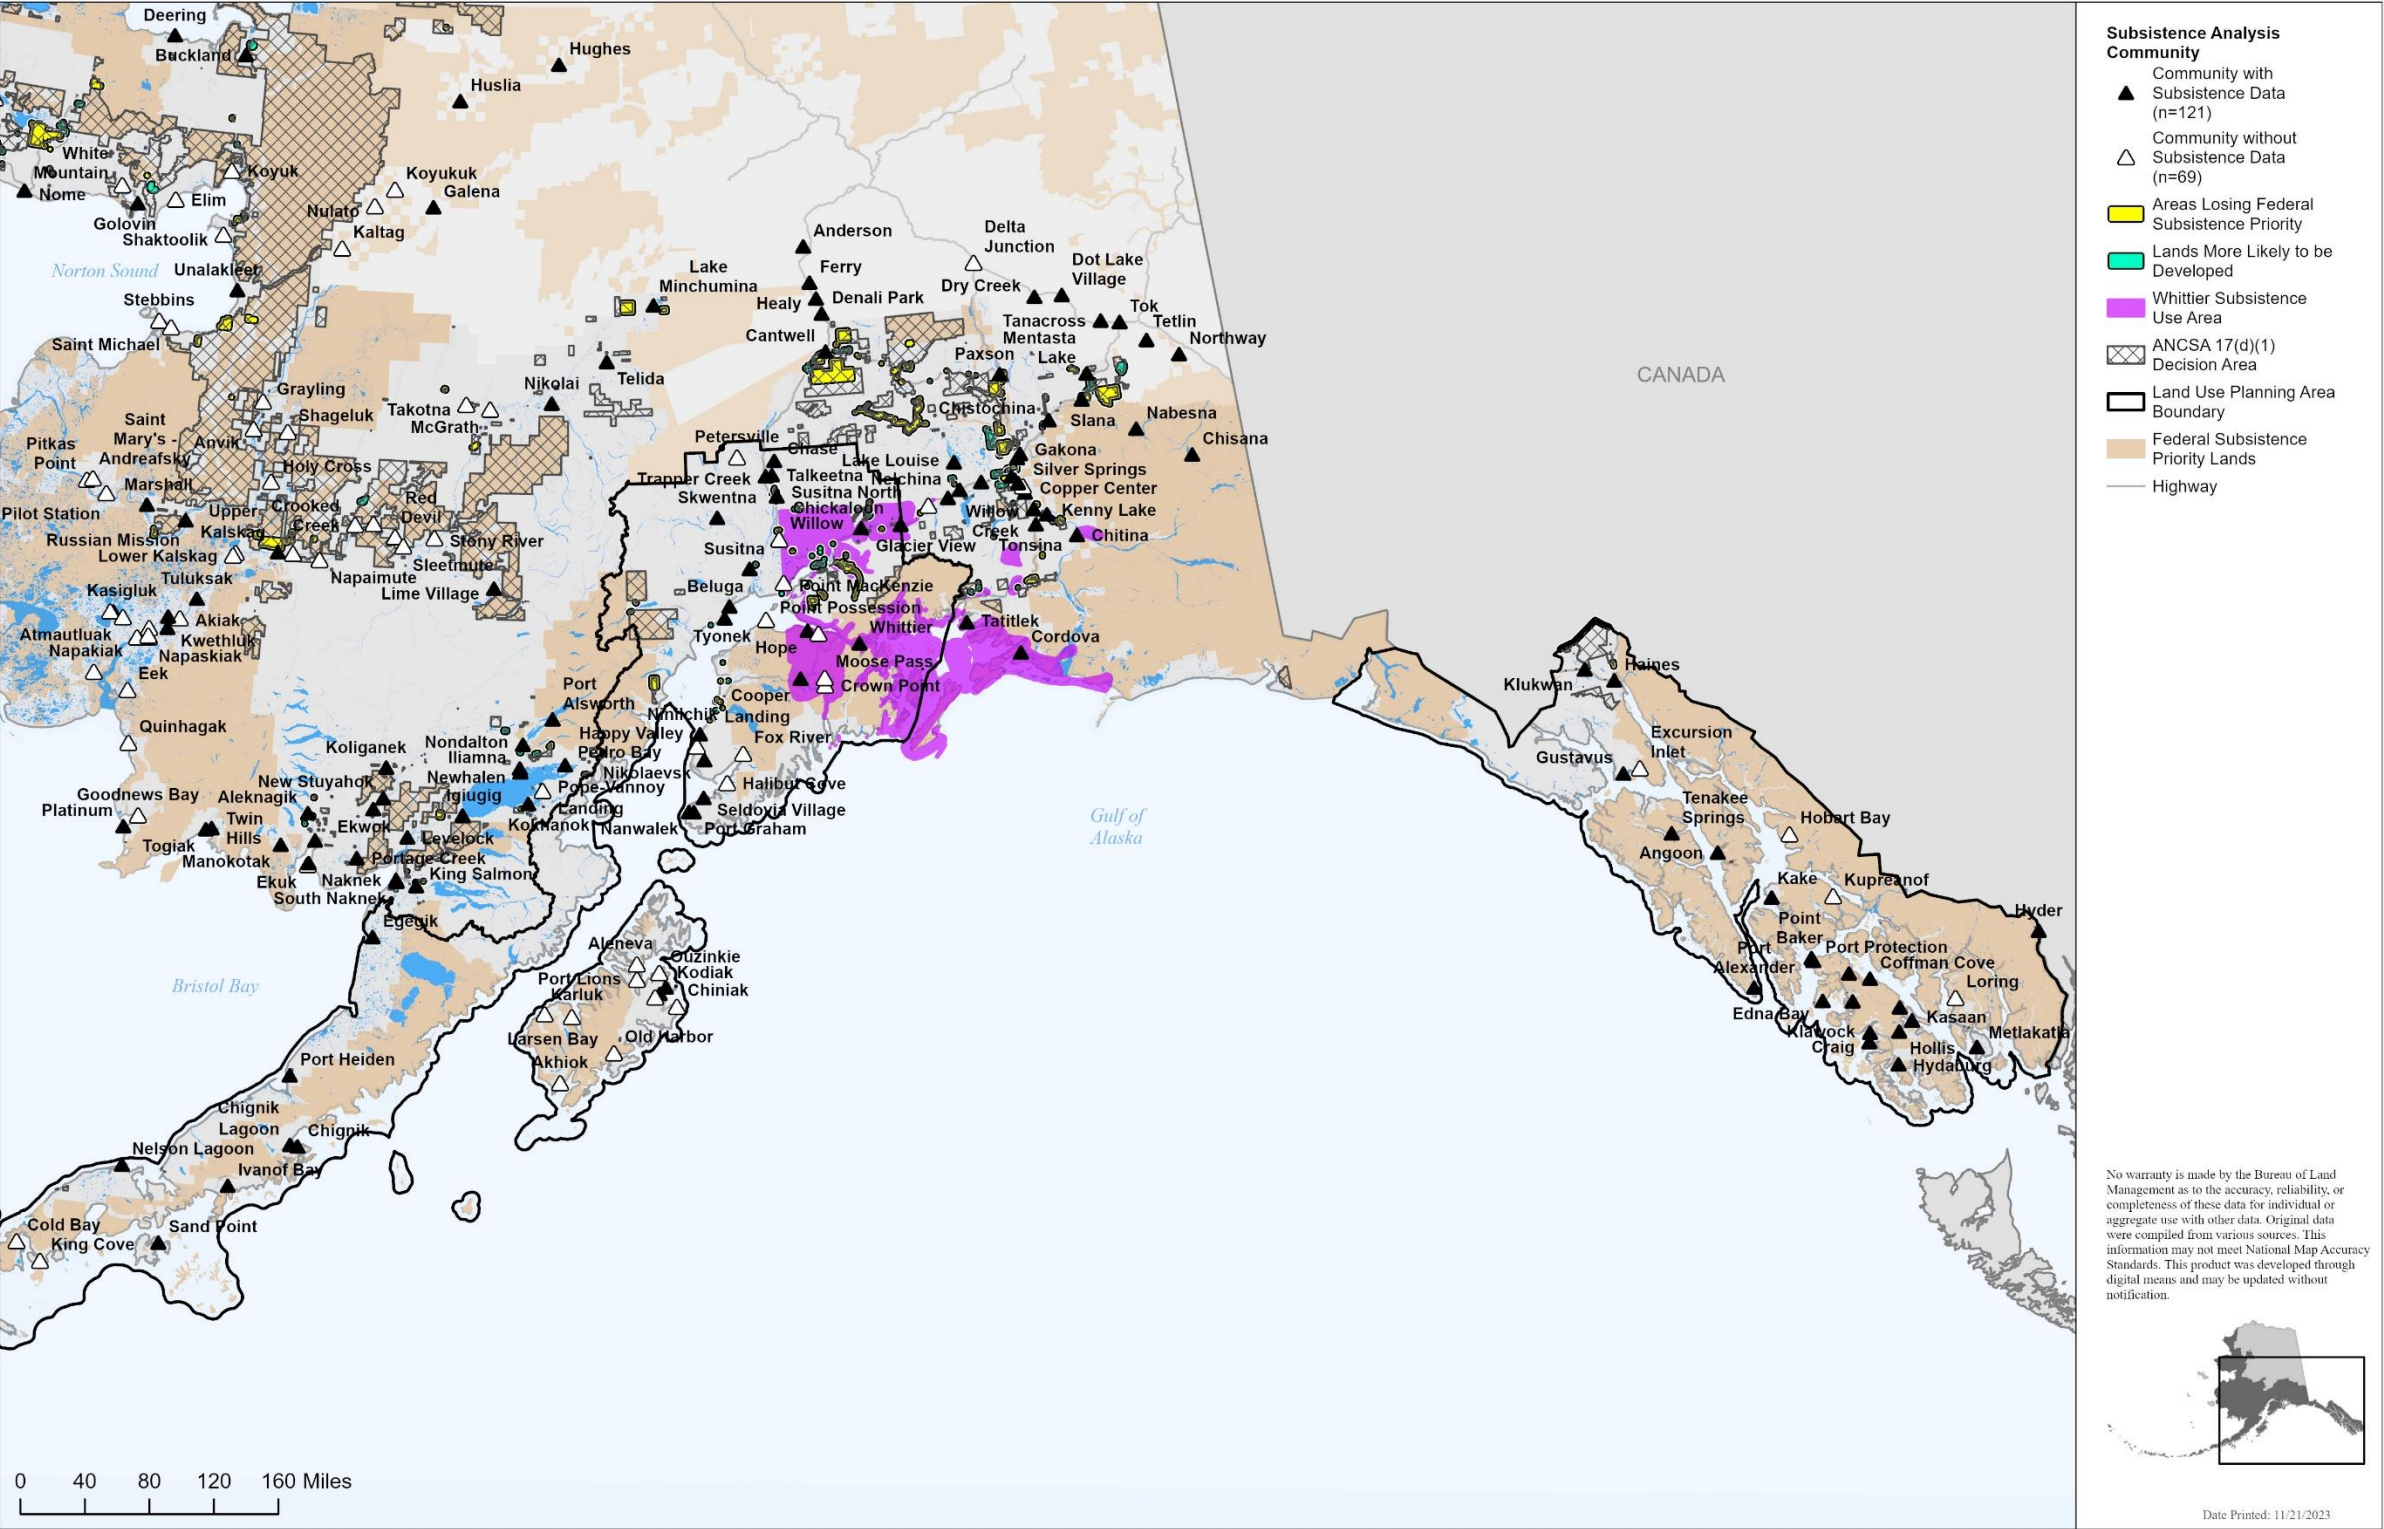 Deering
Buckland
Hughes
Huslia
White
Mountain
Nome
Koyuk
Elim
Golovin
Shaktoolik
Koyukuk
Galena
Nulato
Kaltag
Norton Sound
Unalakleet
Stebbins
Saint Michael
Anderson
Delta
Junction
Lake
Minchumina
Ferry
Healy
Denali Park
Dry Creek
Dot Lake
Village
Cantwell
Tok
Tanacross
Tetlin
Mentasta
Lake
Northway
Paxson
CANADA
Nikolai
Telida
Grayling
Shageluk
Takotna
McGrath
Chistochina
Slana
Nabesna
Chisana
Saint
Mary's -
Andreafsky
Pitkas
Point
Anvik
Holy Cross
Marshall
Pilot Station
Russian Mission
Upper
Kalskag
Lower Kalskag
Crooked
Creek
Red
Devil
Stony River
Sleetmute
Napaimute
Lime Village
Petersville
Chase
Trapper Creek
Talkeetna
Skwentna
Susitna North
Chickaloon
Willow
Lake Louise
Nelchina
Gakona
Silver Springs
Copper Center
Kenny Lake
Willow
Creek
Tonsina
Chitina
Glacier View
Susitna
Beluga
Point MacKenzie
Point Possession
Tyonek
Whittier
Tatitlek
Cordova
Hope
Moose Pass
Crown Point
Cooper
Landing
Tuluksak
Kasigluk
Akiak
Atmautluak
Kwethluk
Napakiak
Napaskiak
Eek
Quinhagak
Goodnews Bay
Platinum
Togiak
Twin
Hills
Manokotak
Aleknagik
New Stuyahok
Koliganek
Ekwok
Ekuk
Portage Creek
Levelock
Naknek
King Salmon
South Naknek
Egegik
Port
Alsworth
Nondalton
Iliamna
Newhalen
Igiugig
Pedro Bay
Pope-Vannoy
Landing
Kokhanok
Ninilchik
Happy Valley
Nikolaevsk
Fox River
Halibut Cove
Seldovia Village
Nanwalek
Port Graham
Gulf of
Alaska
Bristol Bay
Aleneva
Ouzinkie
Kodiak
Port Lions
Karluk
Chiniak
Larsen Bay
Old Harbor
Akhiok
Port Heiden
Chignik
Lagoon
Chignik
Nelson Lagoon
Ivanof Bay
Cold Bay
Sand Point
King Cove
Haines
Klukwan
Excursion
Inlet
Gustavus
Tenakee
Springs
Hobart Bay
Angoon
Kake
Kupreanof
Hyder
Point
Baker
Port
Alexander
Port Protection
Coffman Cove
Loring
Edna Bay
Kasaan
Klawock
Metlakatla
Craig
Hollis
Hydaburg
0 40 80 120 160 Miles
Subsistence Analysis
Community
Community with
Subsistence Data
(n=121)
Community without
Subsistence Data
(n=69)
Areas Losing Federal
Subsistence Priority
Lands More Likely to be
Developed
Whittier Subsistence
Use Area
ANCSA 17(d)(1)
Decision Area
Land Use Planning Area
Boundary
Federal Subsistence
Priority Lands
Highway
No warranty is made by the Bureau of Land
Management as to the accuracy, reliability, or
completeness of these data for individual or
aggregate use with other data. Original data
were compiled from various sources. This
information may not meet National Map Accuracy
Standards. This product was developed through
digital means and may be updated without
notification.
Date Printed: 11/21/2023